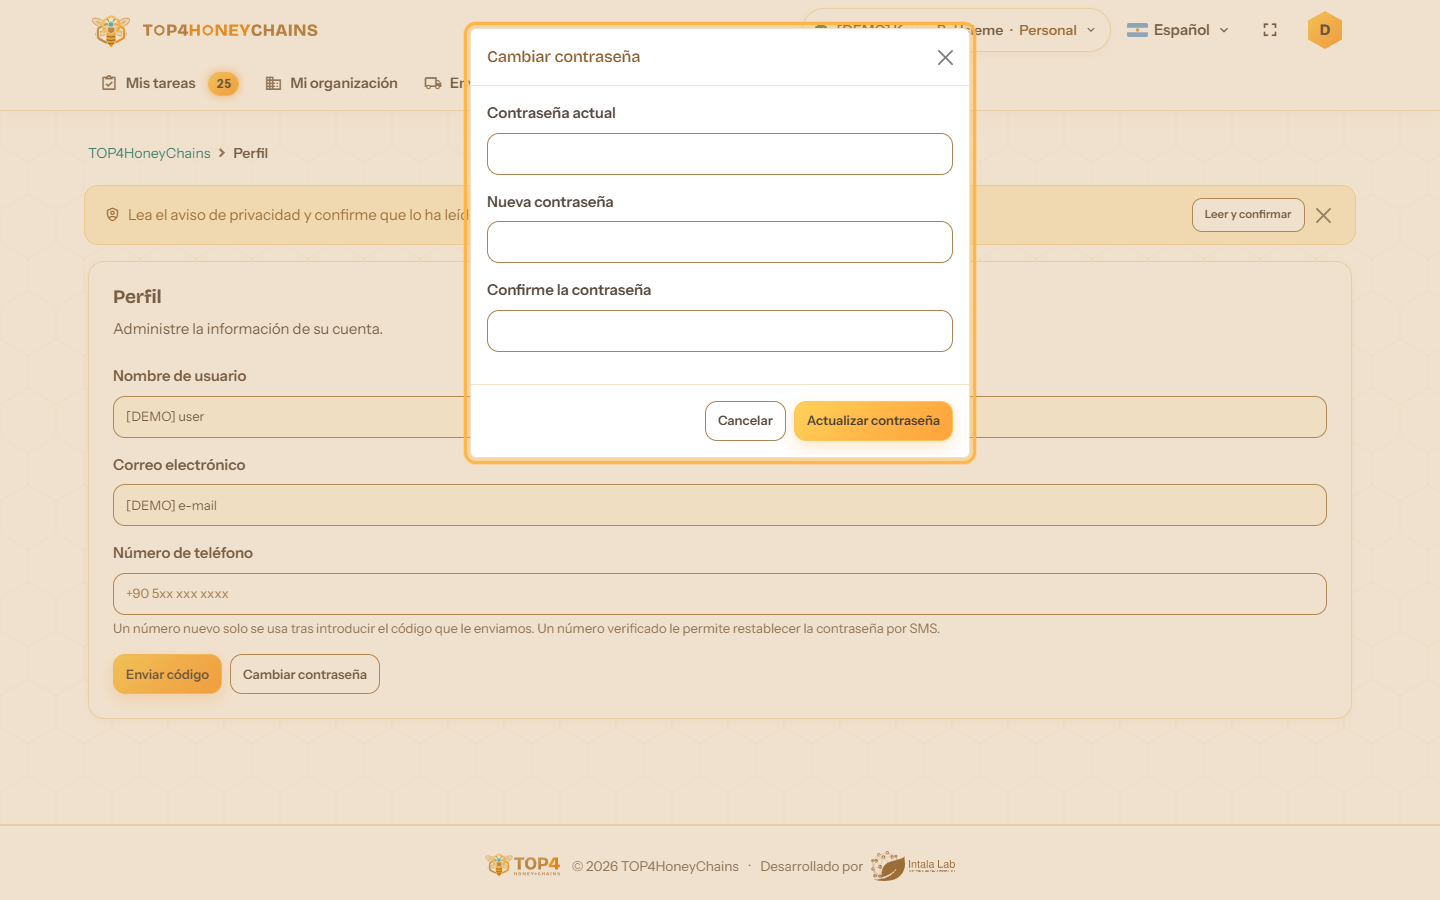 TOP4HONEYCHAINS
Personal
Español
D
Mis tareas 25
Mi organización
TOP4HoneyChains > Perfil
Lea el aviso de privacidad y confirme que lo ha
Leer y confirmar
Cambiar contraseña
Contraseña actual
Nueva contraseña
Confirme la contraseña
Cancelar
Actualizar contraseña
Perfil
Administre la información de su cuenta.
Nombre de usuario
[DEMO] user
Correo electrónico
[DEMO] e-mail
Número de teléfono
+90 5xx xxx xxxx
Un número nuevo solo se usa tras introducir el código que le enviamos. Un número verificado le permite restablecer la contraseña por SMS.
Enviar código
Cambiar contraseña
TOP4
HONEYCHAINS
© 2026 TOP4HoneyChains · Desarrollado por
Intala Lab